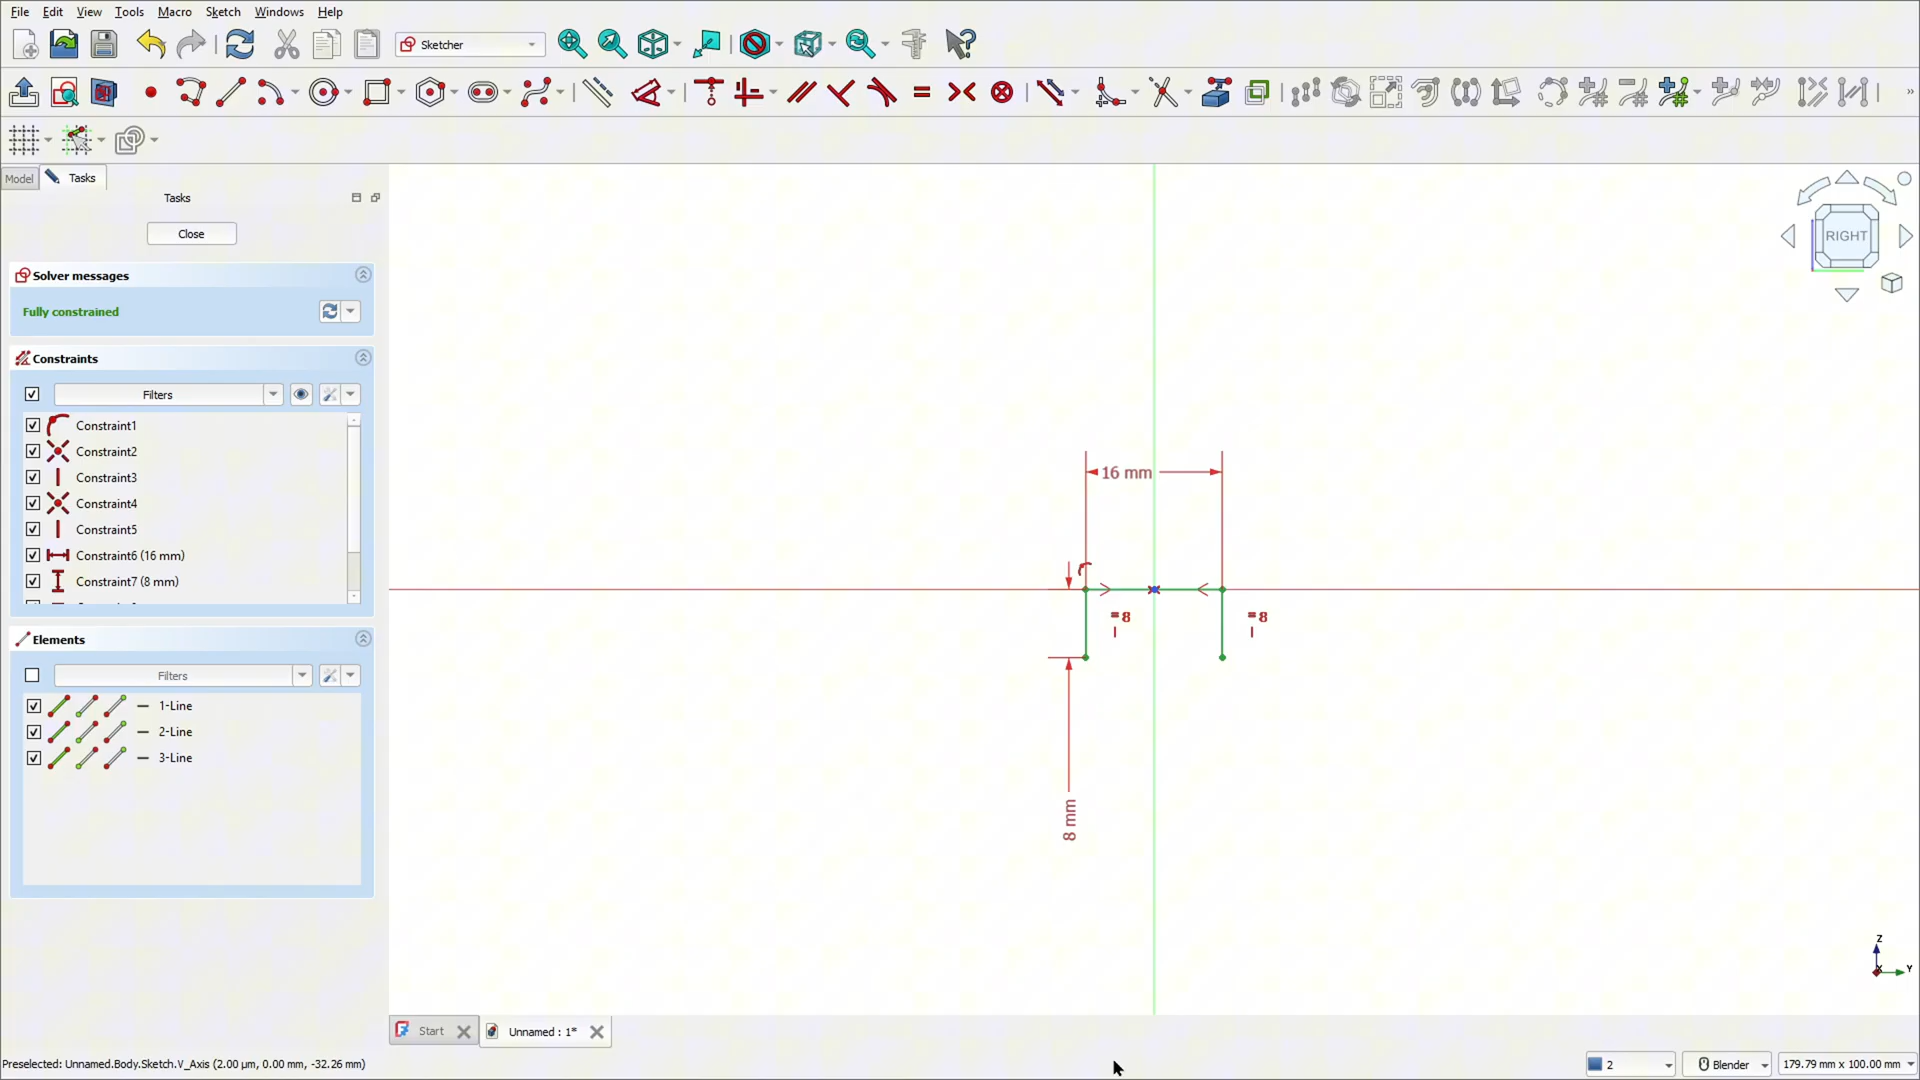 File Edit View Tools Macro Sketch Windows Help
Sketcher
Model Tasks
Tasks
Close
Solver messages
Fully constrained
Constraints
Filters
Constraint1
Constraint2
Constraint3
Constraint4
Constraint5
Constraint6 (16 mm)
Constraint7 (8 mm)
Elements
Filters
1-Line
2-Line
3-Line
RIGHT
16 mm
=8
=8
8 mm
Z
X
Y
Start
Unnamed : 1*
Preselected: Unnamed.Body.Sketch.V_Axis (2.00 µm, 0.00 mm, -32.26 mm)
2
Blender
179.79 mm x 100.00 mm